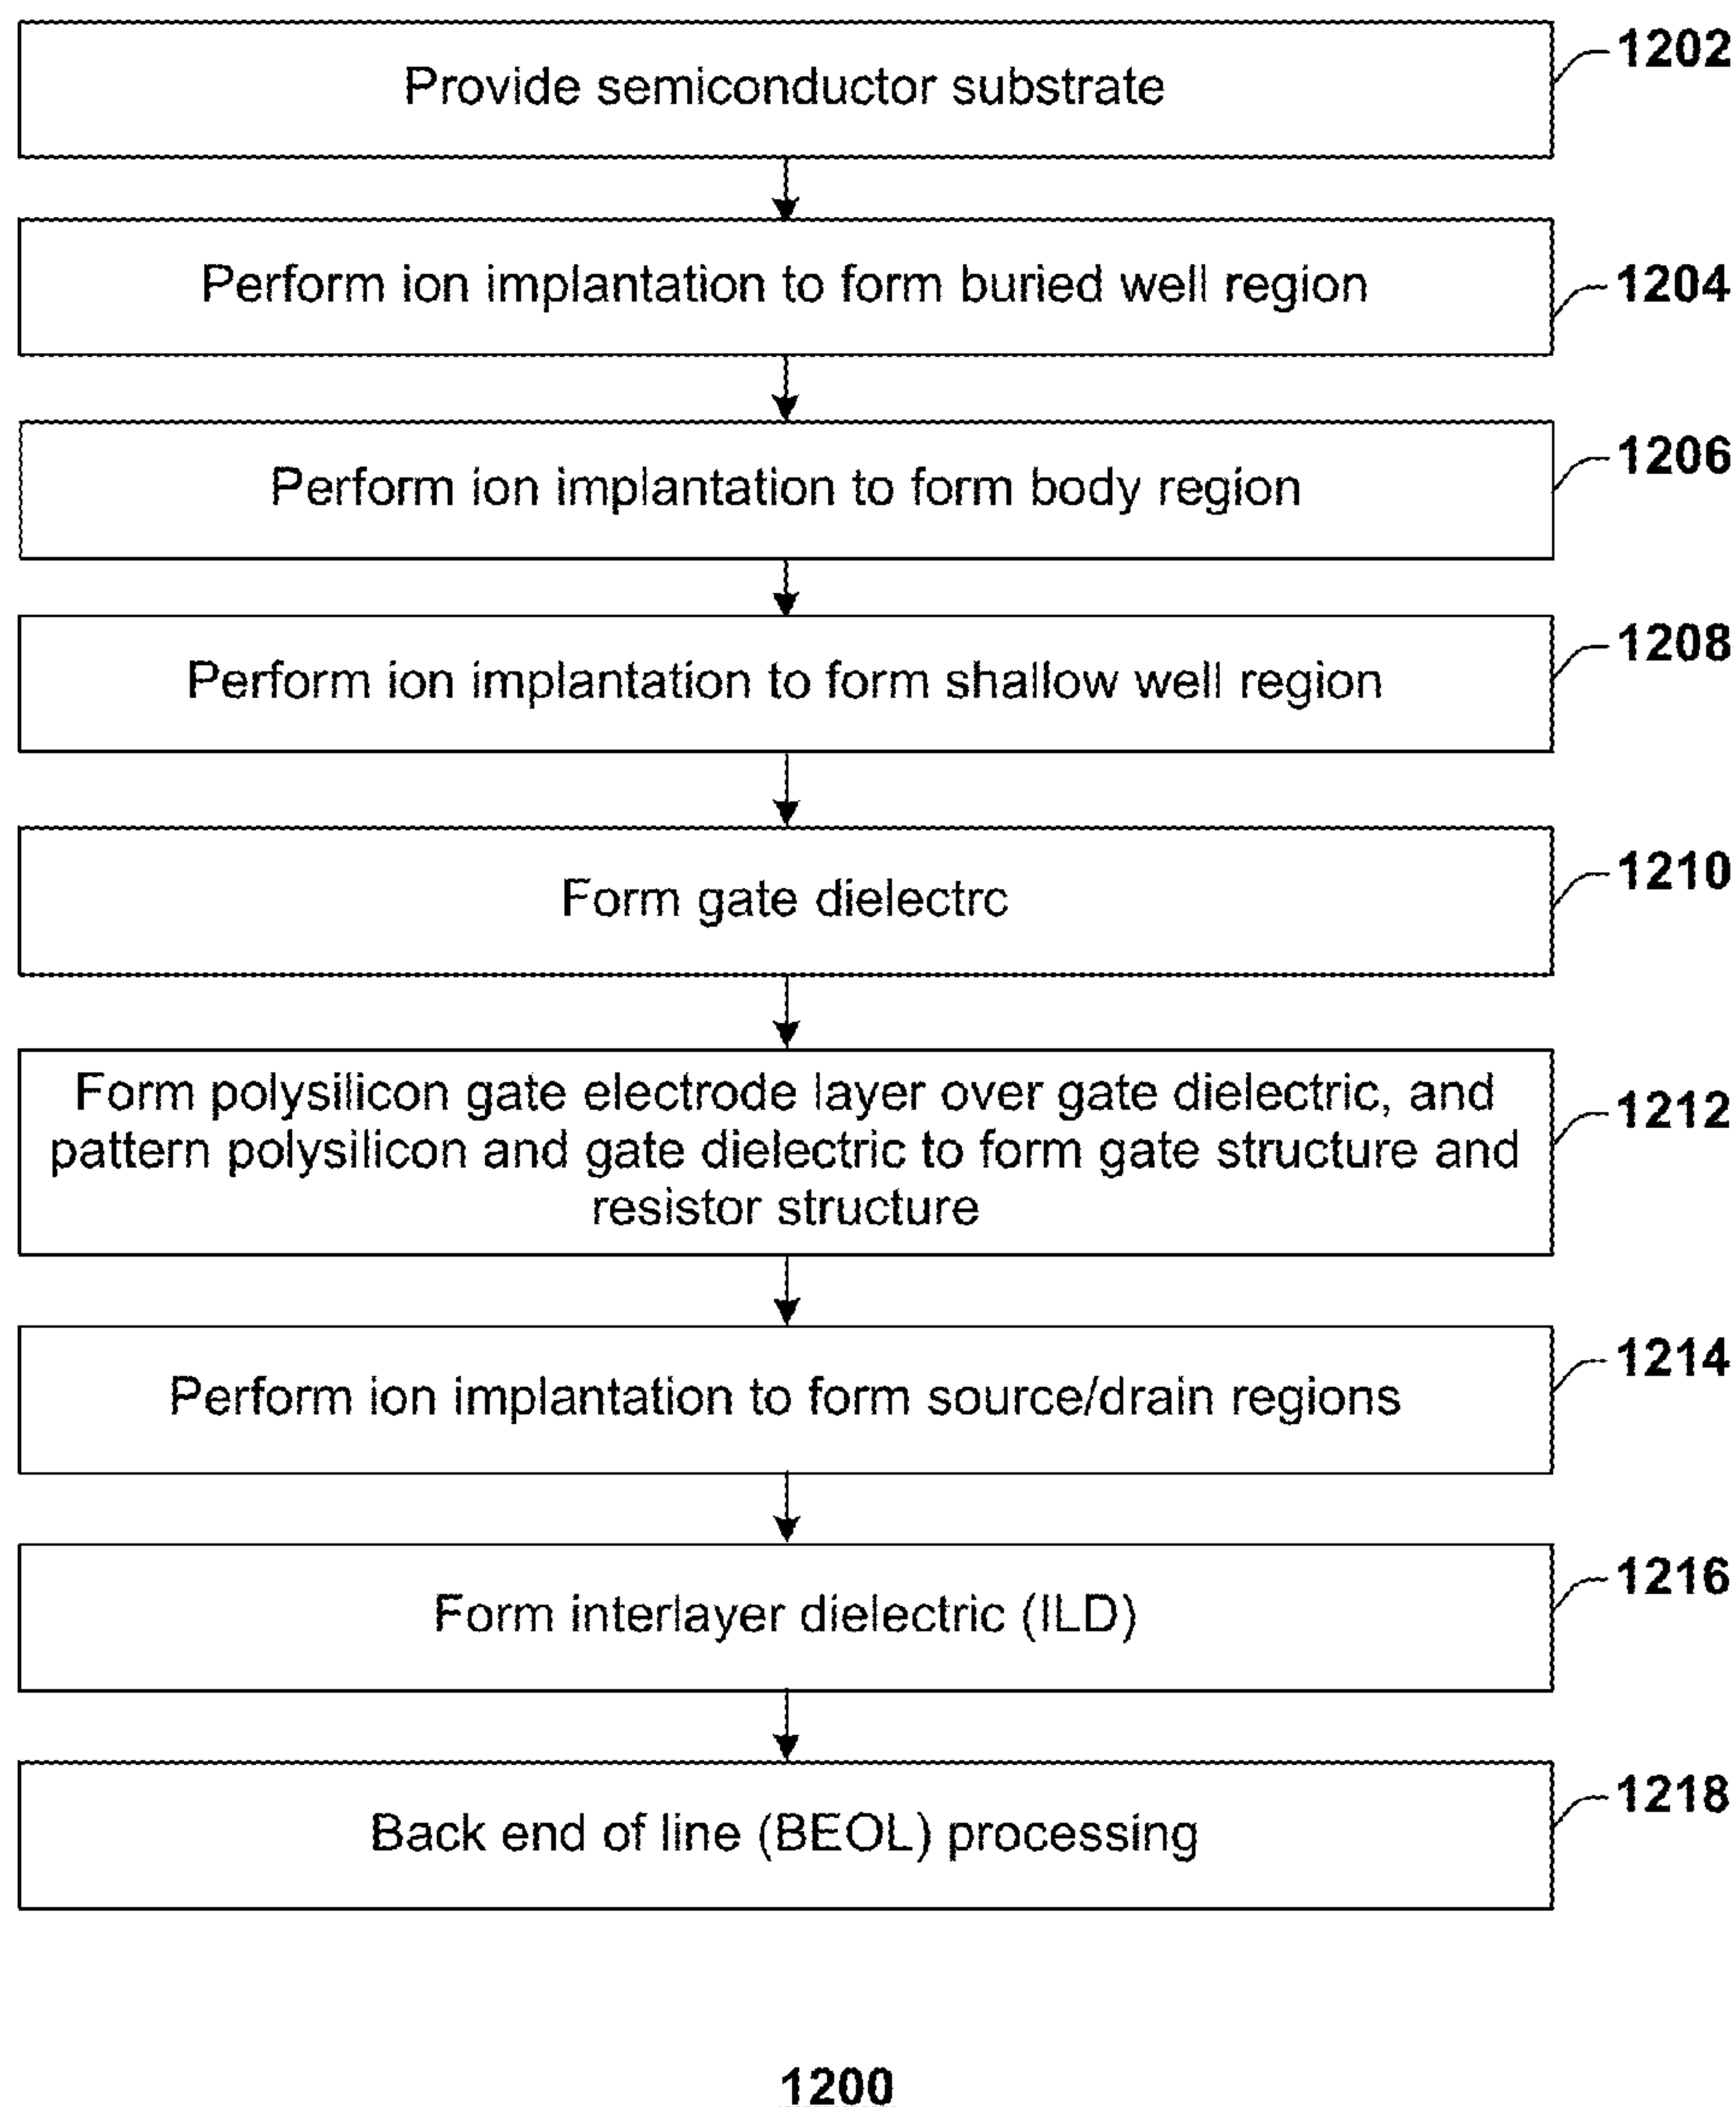 Provide semiconductor substrate
1202
Perform ion implantation to form buried well region
1204
Perform ion implantation to form body region
1206
Perform ion implantation to form shallow well region
1208
Form gate dielectrc
1210
Form polysilicon gate electrode layer over gate dielectric, and
pattern polysilicon and gate dielectric to form gate structure and
resistor structure
1212
Perform ion implantation to form source/drain regions
1214
Form interlayer dielectric (ILD)
1216
Back end of line (BEOL) processing
1218
1200